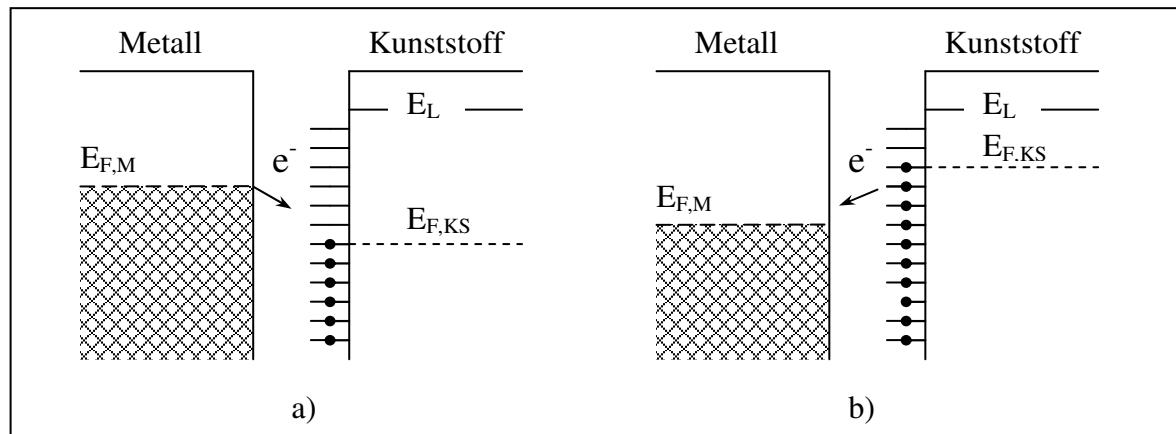 Metall Kunststoff
E_L
E_F,M
e^-
E_F,KS
a)
Metall Kunststoff
E_L
E_F,KS
e^-
E_F,M
b)